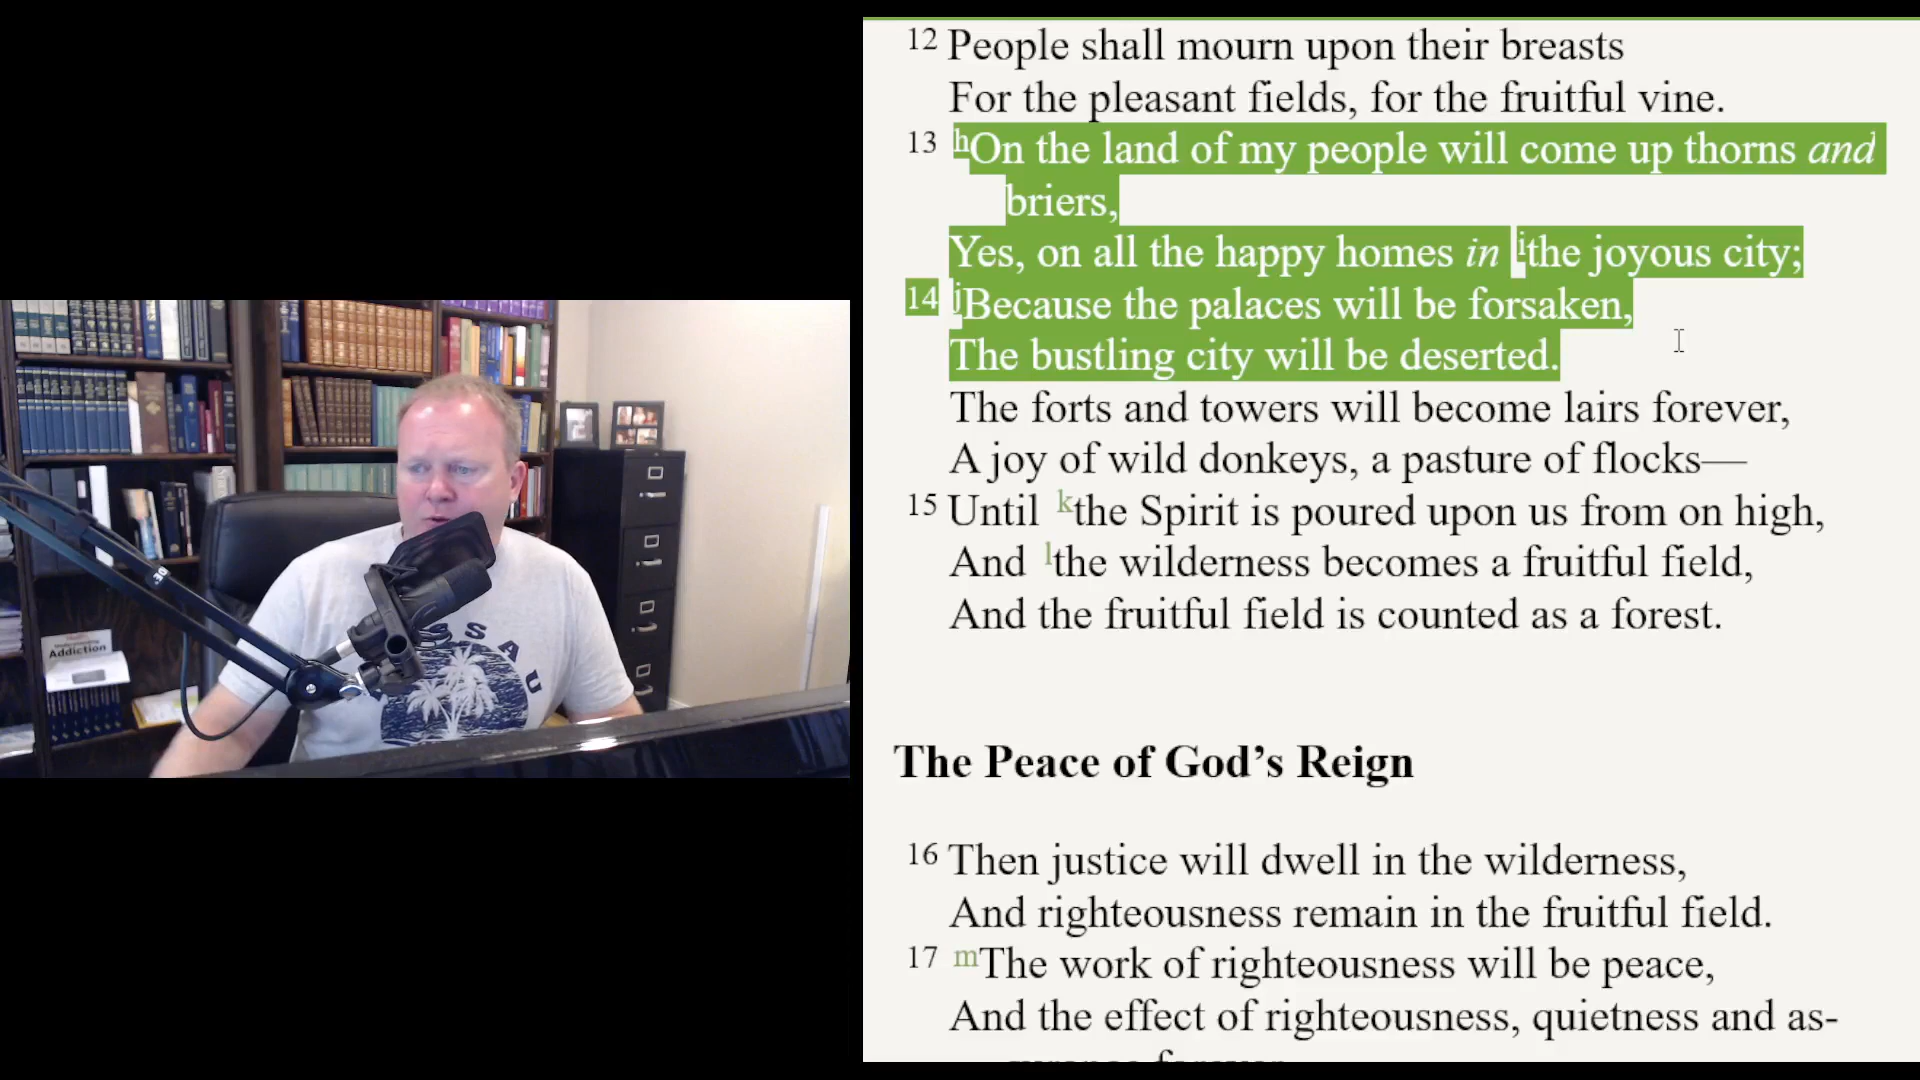 12 People shall mourn upon their breasts
For the pleasant fields, for the fruitful vine.
13 hOn the land of my people will come up thorns and
briers,
Yes, on all the happy homes in ithe joyous city;
14 jBecause the palaces will be forsaken,
The bustling city will be deserted.
The forts and towers will become lairs forever,
A joy of wild donkeys, a pasture of flocks—
15 Until kthe Spirit is poured upon us from on high,
And lthe wilderness becomes a fruitful field,
And the fruitful field is counted as a forest.
The Peace of God’s Reign
16 Then justice will dwell in the wilderness,
And righteousness remain in the fruitful field.
17 mThe work of righteousness will be peace,
And the effect of righteousness, quietness and as-
Addiction
SSAU